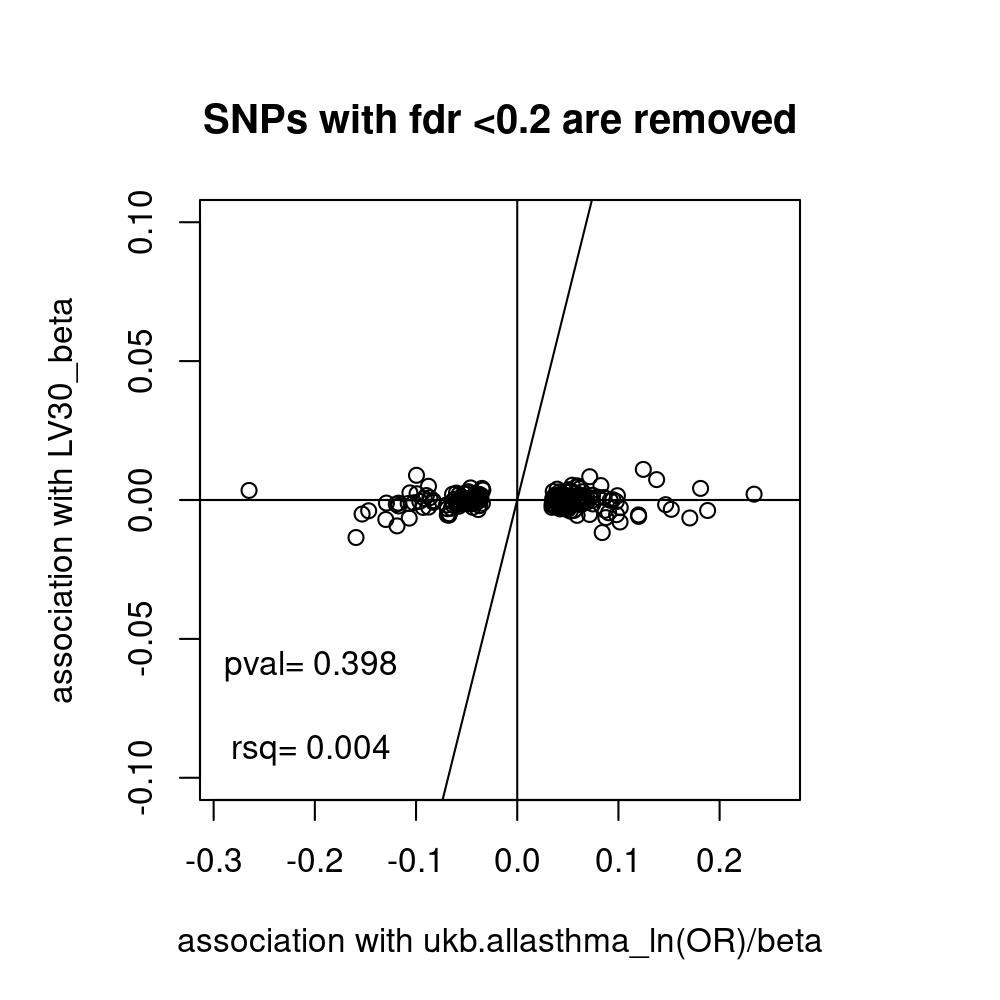 SNPs with fdr <0.2 are removed
association with LV30_beta
0.10
0.05
0.00
-0.05
-0.10
pval= 0.398
rsq= 0.004
-0.3 -0.2 -0.1 0.0 0.1 0.2
association with ukb.allasthma_ln(OR)/beta